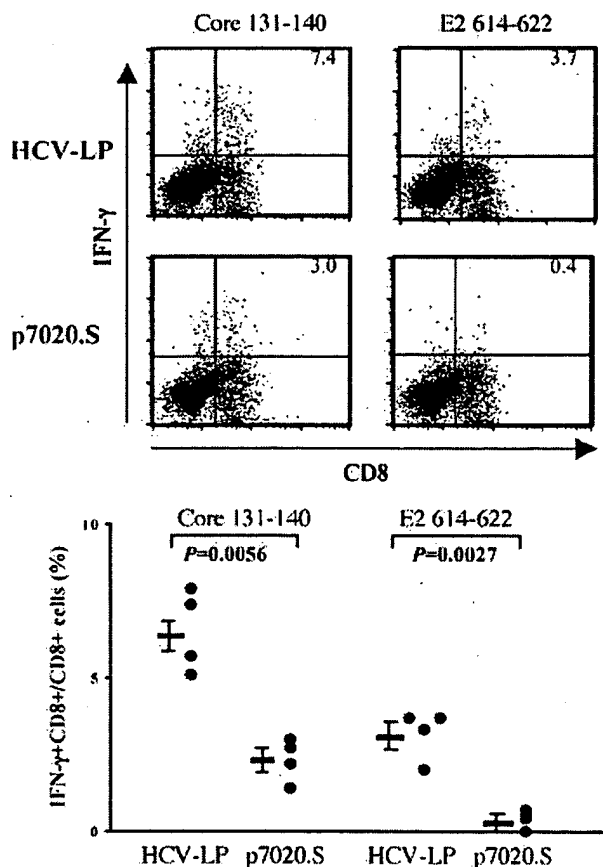 Core 131-140 E2 614-622
7.4 3.7
HCV-LP
IFN-γ
3.0 0.4
p7020.S
CD8
Core 131-140 E2 614-622
P=0.0056 P=0.0027
10
5
0
IFN-γ+CD8+/CD8+ cells (%)
HCV-LP p7020.S HCV-LP p7020.S